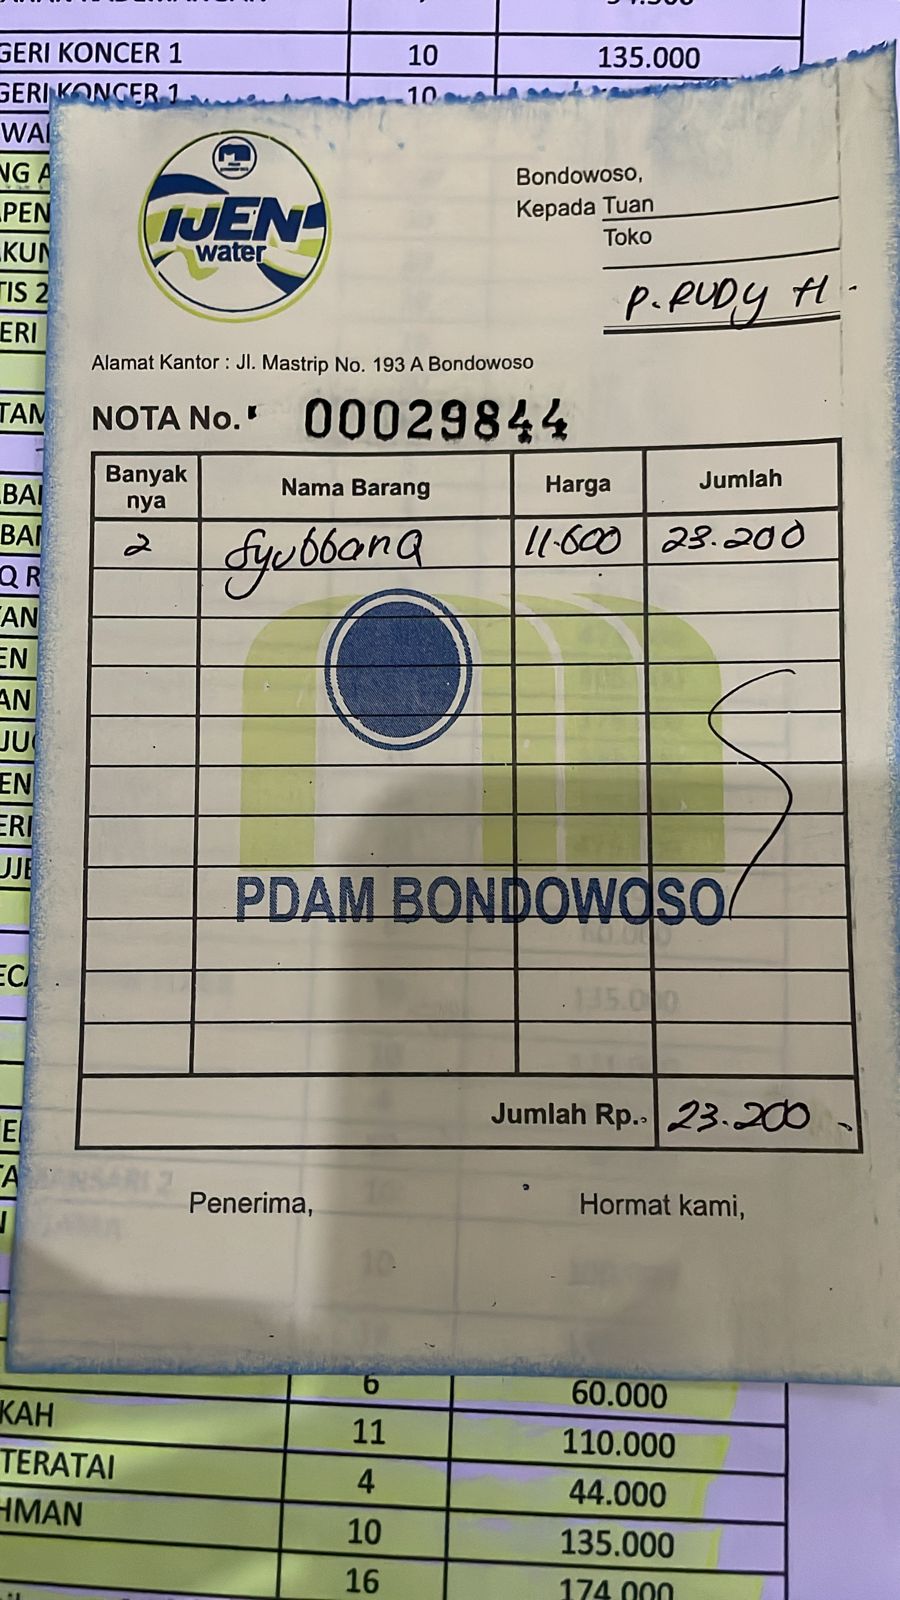 GERI KONCER 1 10 135.000
GERI KONCER 1 10
IJEN
water
Bondowoso,
Kepada Tuan
Toko
P. RUDY H.
Alamat Kantor : Jl. Mastrip No. 193 A Bondowoso
NOTA No. 00029844
Banyak nya Nama Barang Harga Jumlah
2 Syubbana 11.600 23.200
PDAM BONDOWOSO
Jumlah Rp. 23.200
Penerima, Hormat kami,
6 60.000
KAH 11 110.000
TERATAI 4 44.000
HMAN 10 135.000
16 174.000